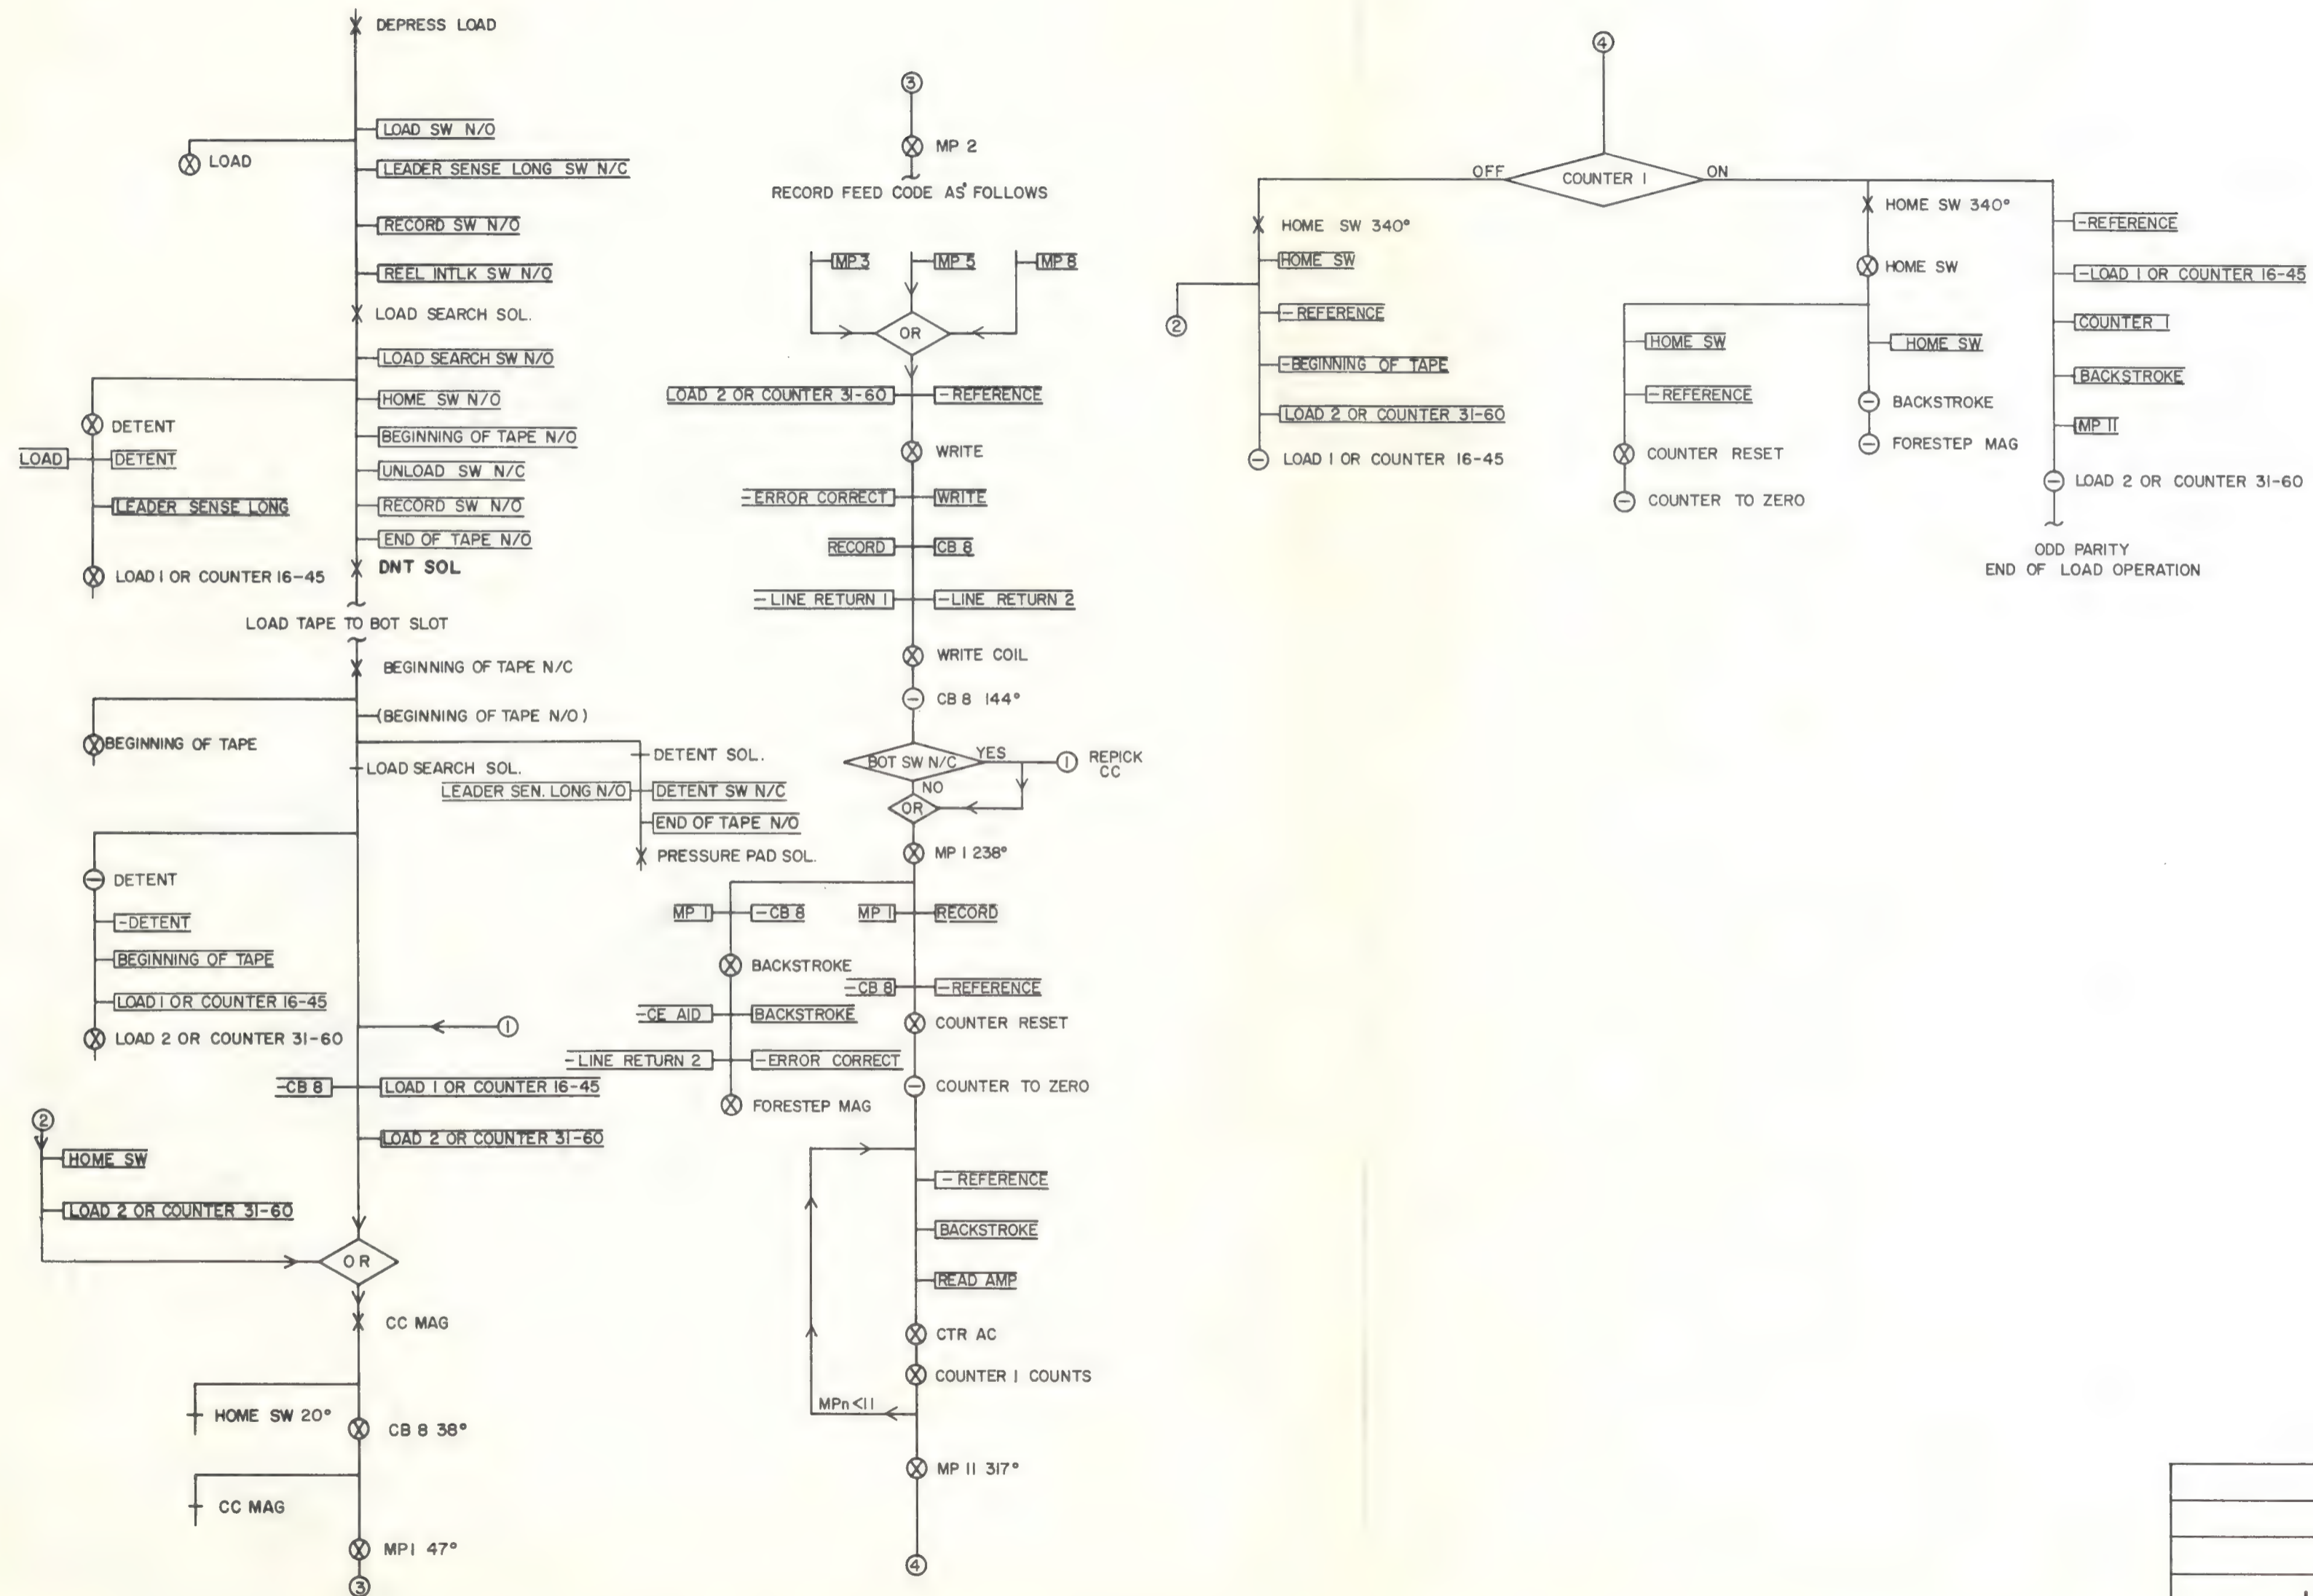 DEPRESS LOAD
LOAD SW N/O
LOAD
LEADER SENSE LONG SW N/C
RECORD SW N/O
REEL INTLK SW N/O
LOAD SEARCH SOL.
LOAD SEARCH SW N/O
HOME SW N/O
DETENT
BEGINNING OF TAPE N/O
LOAD
DETENT
UNLOAD SW N/C
LEADER SENSE LONG
RECORD SW N/O
END OF TAPE N/O
LOAD 1 OR COUNTER 16-45
DNT SOL
LOAD TAPE TO BOT SLOT
BEGINNING OF TAPE N/C
(BEGINNING OF TAPE N/O)
BEGINNING OF TAPE
LOAD SEARCH SOL.
DETENT SOL.
LEADER SEN. LONG N/O
DETENT SW N/C
END OF TAPE N/O
PRESSURE PAD SOL.
DETENT
-DETENT
BEGINNING OF TAPE
LOAD 1 OR COUNTER 16-45
1
LOAD 2 OR COUNTER 31-60
-CB 8
LOAD 1 OR COUNTER 16-45
2
LOAD 2 OR COUNTER 31-60
HOME SW
LOAD 2 OR COUNTER 31-60
OR
CC MAG
HOME SW 20°
CB 8 38°
CC MAG
MP1 47°
3
3
MP 2
RECORD FEED CODE AS FOLLOWS
MP 3
MP 5
MP 8
OR
LOAD 2 OR COUNTER 31-60
-REFERENCE
WRITE
-ERROR CORRECT
WRITE
RECORD
CB 8
-LINE RETURN 1
-LINE RETURN 2
WRITE COIL
CB 8 144°
BOT SW N/C
YES
1
REPICK
CC
NO
OR
MP 1 238°
MP 1
-CB 8
MP 1
RECORD
BACKSTROKE
-CB 8
-REFERENCE
-CE AID
BACKSTROKE
COUNTER RESET
-LINE RETURN 2
-ERROR CORRECT
COUNTER TO ZERO
FORESTEP MAG
-REFERENCE
BACKSTROKE
READ AMP
CTR AC
COUNTER 1 COUNTS
MPn<11
MP 11 317°
4
4
OFF
COUNTER 1
ON
HOME SW 340°
HOME SW
2
-REFERENCE
-BEGINNING OF TAPE
LOAD 2 OR COUNTER 31-60
LOAD 1 OR COUNTER 16-45
HOME SW 340°
HOME SW
HOME SW
HOME SW
-REFERENCE
BACKSTROKE
FORESTEP MAG
COUNTER RESET
COUNTER TO ZERO
-REFERENCE
-LOAD 1 OR COUNTER 16-45
COUNTER 1
BACKSTROKE
MP 11
LOAD 2 OR COUNTER 31-60
ODD PARITY
END OF LOAD OPERATION